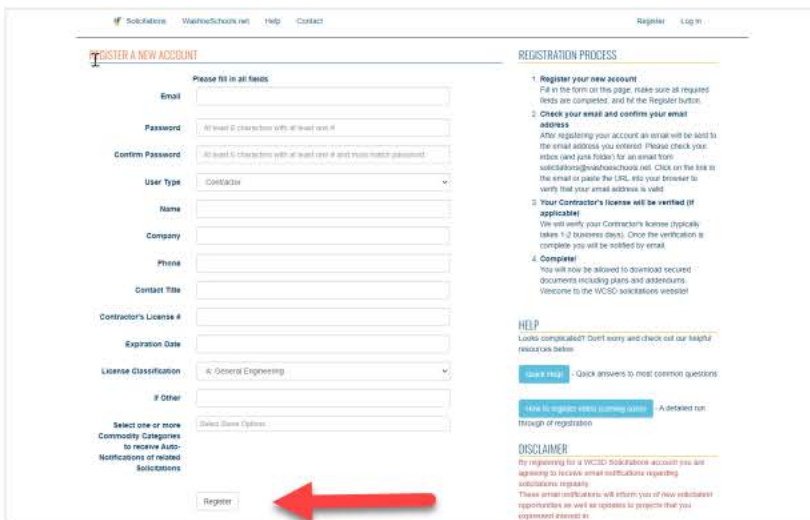 Solicitations WashoeSchools.net Help Contact Register Log In
REGISTER A NEW ACCOUNT
Please fill in all fields
Email
Password At least 6 characters with at least one #
Confirm Password At least 6 characters with at least one # and must match password
User Type Contractor
Name
Company
Phone
Contact Title
Contractor's License #
Expiration Date
License Classification A: General Engineering
If Other
Select one or more
Commodity Categories
to receive Auto-
Notifications of related
Solicitations
Select Some Options
Register
REGISTRATION PROCESS
1. Register your new account
Fill in the form on this page, make sure all required
fields are completed, and hit the Register button.
2. Check your email and confirm your email
address
After registering your account an email will be sent to
the email address you entered. Please check your
inbox (and junk folder) for an email from
solicitations@washoeschools.net. Click on the link in
the email or paste the URL into your browser to
verify that your email address is valid.
3. Your Contractor's license will be verified (if
applicable)
We will verify your Contractor's license (typically
takes 1-2 business days). Once the verification is
complete you will be notified by email.
4. Complete!
You will now be allowed to download secured
documents including plans and addendums.
Welcome to the WCSD solicitations website!
HELP
Looks complicated? Don't worry and check out our helpful
resources below
Quick Help - Quick answers to most common questions
How to register video (coming soon) - A detailed run
through of registration
DISCLAIMER
By registering for a WCSD Solicitations account you are
agreeing to receive email notifications regarding
solicitations regularly.
These email notifications will inform you of new solicitation
opportunities as well as updates to projects that you
expressed interest in.